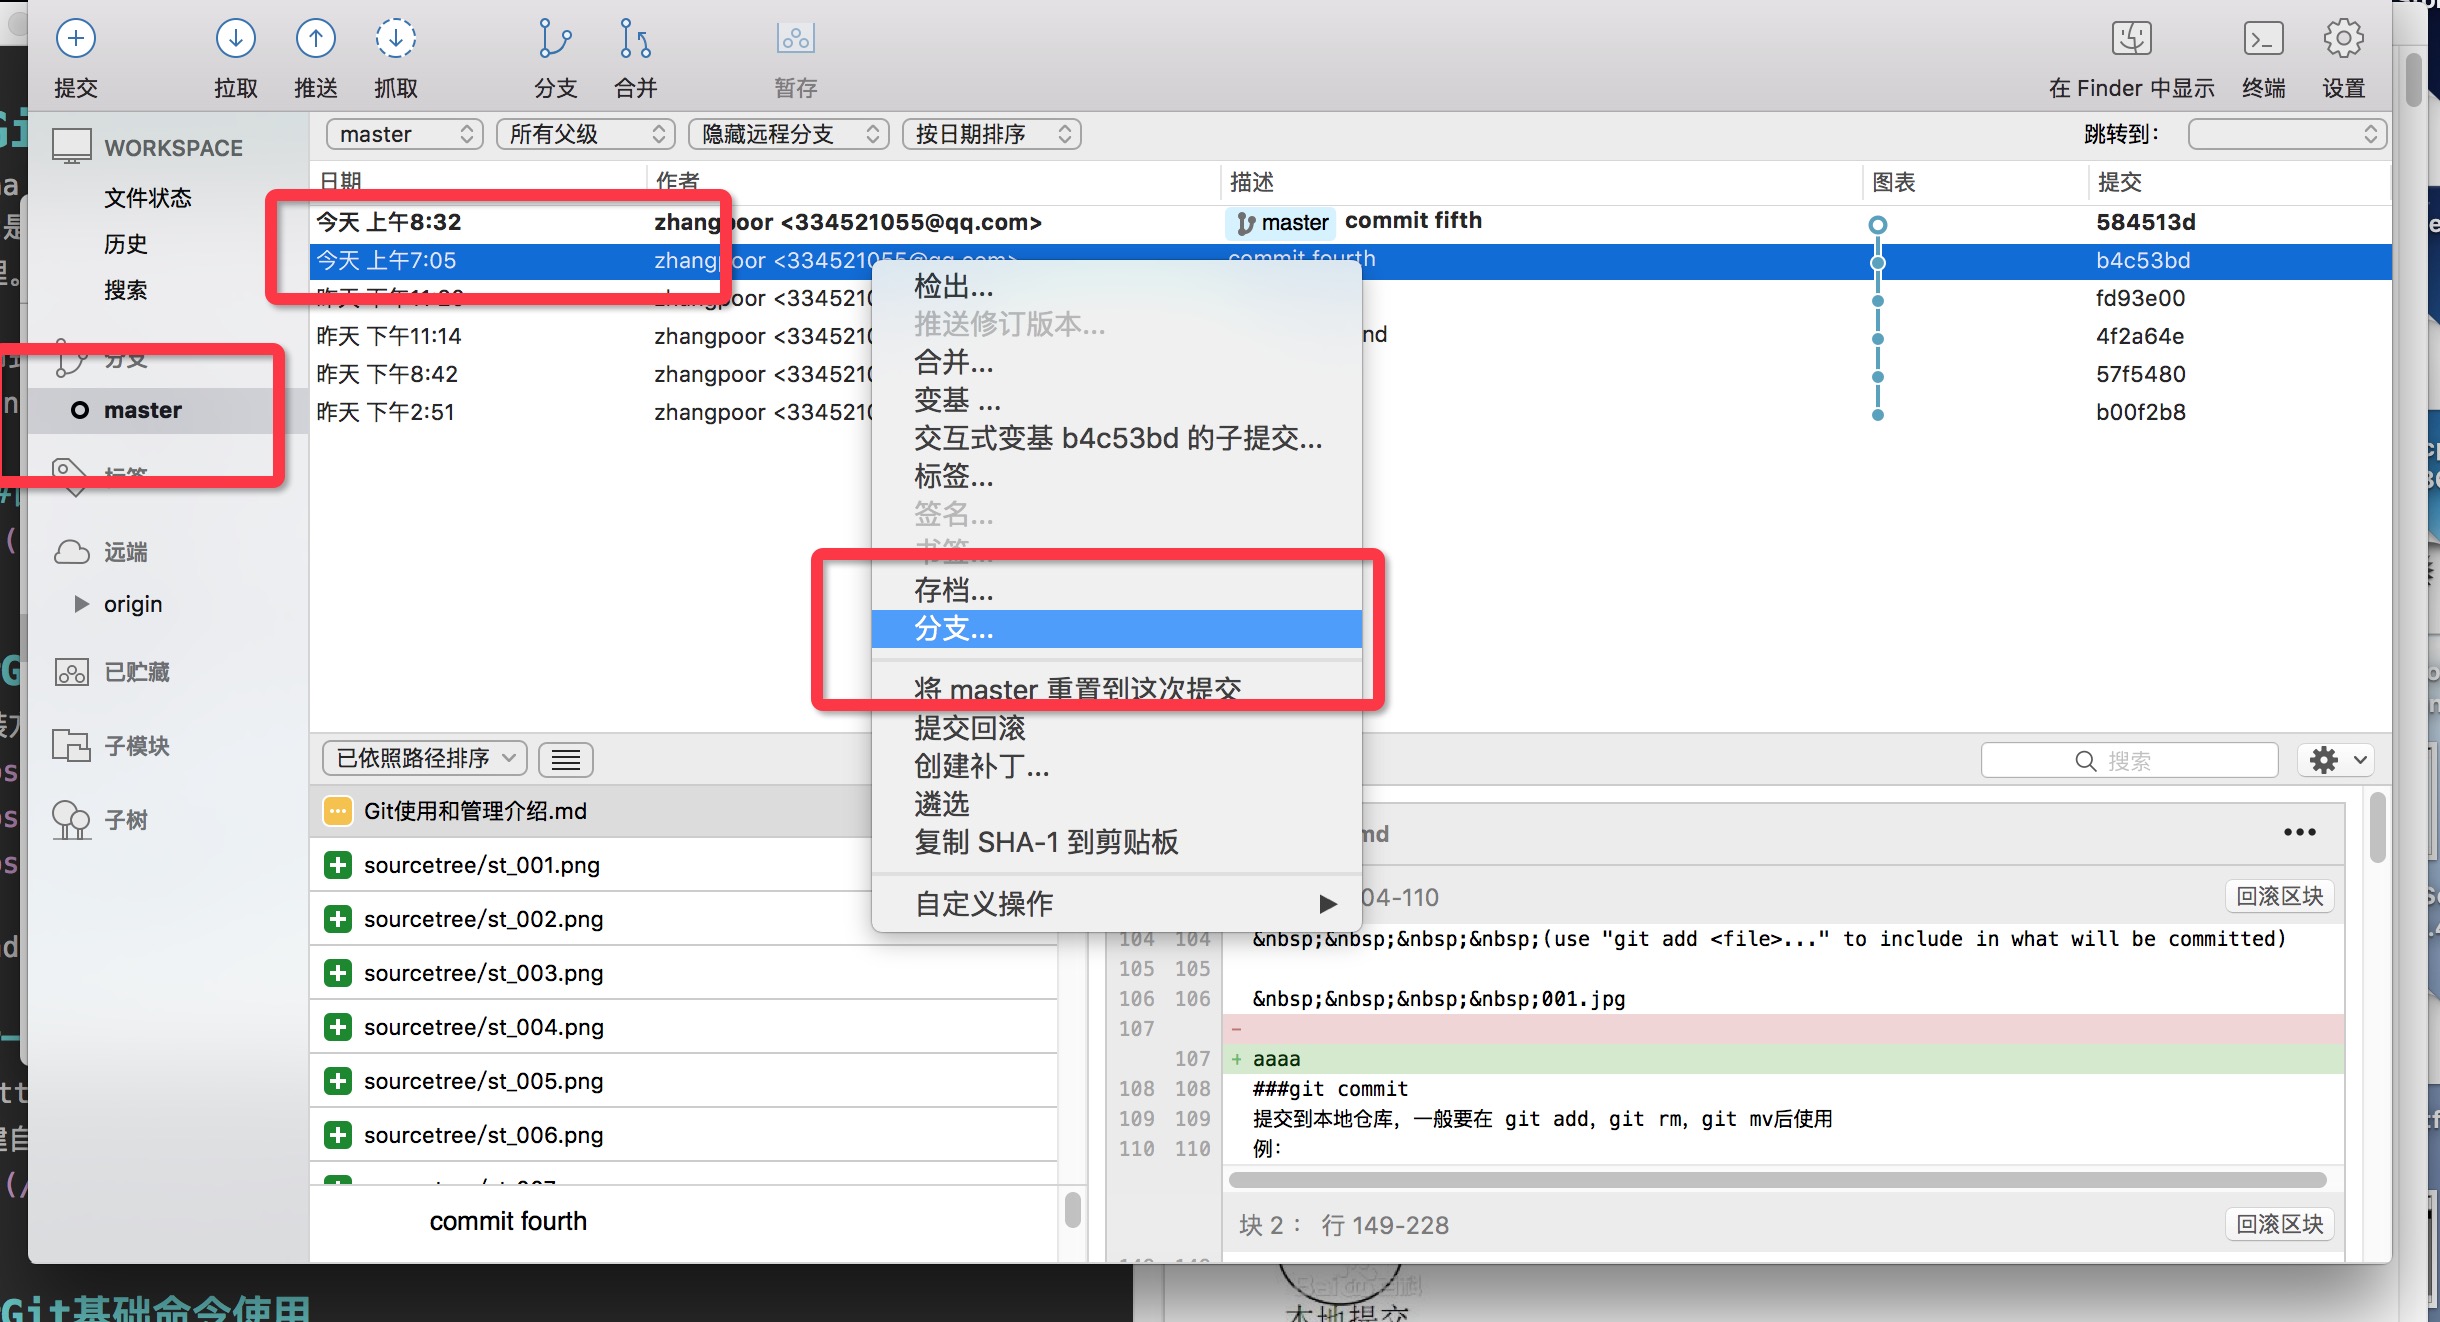 提交
拉取
推送
抓取
分支
合并
暂存
在 Finder 中显示
终端
设置
WORKSPACE
文件状态
历史
搜索
分支
master
标签
远端
origin
已贮藏
子模块
子树
master
所有父级
隐藏远程分支
按日期排序
跳转到：
日期 作者 描述 图表 提交
今天 上午8:32 zhangpoor <334521055@qq.com> master commit fifth 584513d
今天 上午7:05 zhangpoor <334521055@qq.com> commit fourth b4c53bd
昨天 下午11:26 zhangpoor <334521 fd93e00
昨天 下午11:14 zhangpoor <334521 nd 4f2a64e
昨天 下午8:42 zhangpoor <334521 57f5480
昨天 下午2:51 zhangpoor <334521 b00f2b8
检出...
推送修订版本...
合并...
变基 ...
交互式变基 b4c53bd 的子提交...
标签...
签名...
书签...
存档...
分支...
将 master 重置到这次提交
提交回滚
创建补丁...
遴选
复制 SHA-1 到剪贴板
自定义操作
已依照路径排序
搜索
Git使用和管理介绍.md
sourcetree/st_001.png
sourcetree/st_002.png
sourcetree/st_003.png
sourcetree/st_004.png
sourcetree/st_005.png
sourcetree/st_006.png
commit fourth
md
04-110
回滚区块
104 104 &nbsp;&nbsp;&nbsp;&nbsp;(use "git add <file>..." to include in what will be committed)
105 105
106 106 &nbsp;&nbsp;&nbsp;&nbsp;001.jpg
107 -
107 + aaaa
108 108 ###git commit
109 109 提交到本地仓库，一般要在 git add，git rm，git mv后使用
110 110 例：
块 2： 行 149-228
回滚区块
Git基础命令使用
本地提交